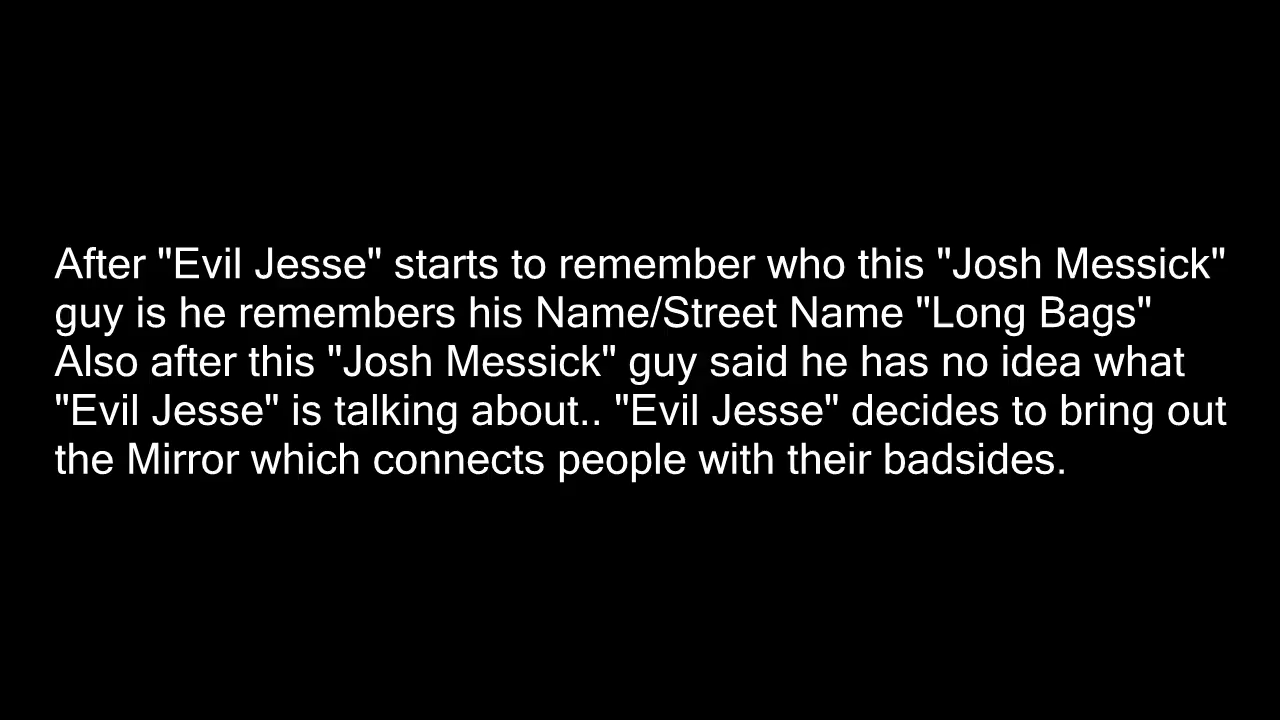 After "Evil Jesse" starts to remember who this "Josh Messick"
guy is he remembers his Name/Street Name "Long Bags"
Also after this "Josh Messick" guy said he has no idea what
"Evil Jesse" is talking about.. "Evil Jesse" decides to bring out
the Mirror which connects people with their badsides.